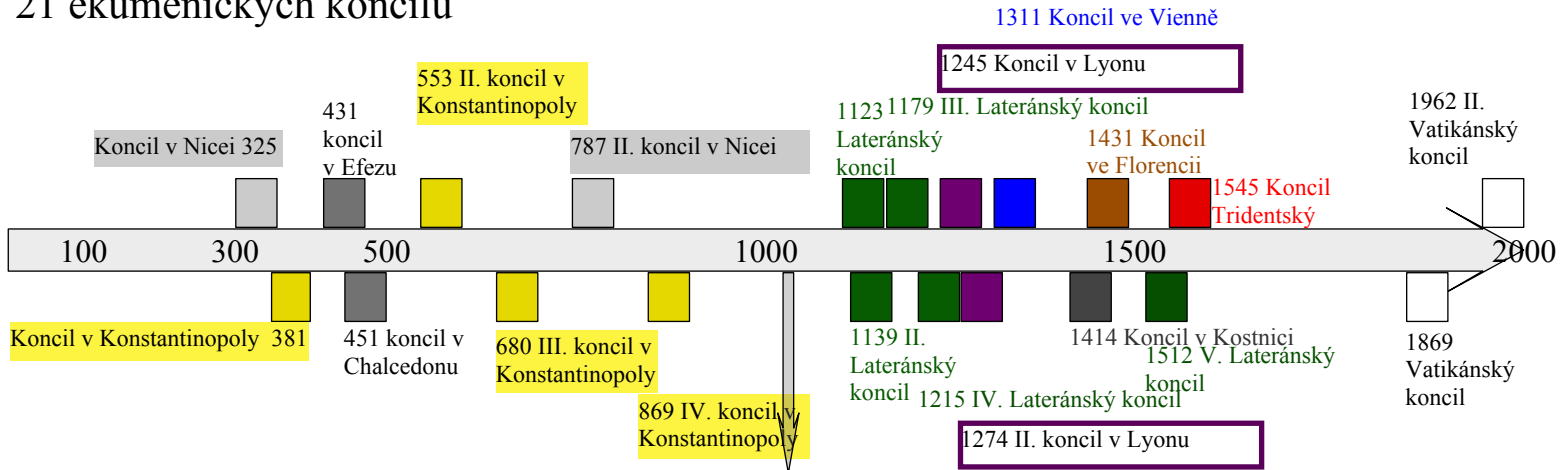 21 ekumenických koncilů
1311 Koncil ve Vienně
1245 Koncil v Lyonu
553 II. koncil v
Konstantinopoly
1179 III. Lateránský koncil
1123
Lateránský
koncil
1962 II.
Vatikánský
koncil
431
koncil
v Efezu
Koncil v Nicei 325
787 II. koncil v Nicei
1431 Koncil
ve Florencii
1545 Koncil
Tridentský
100 300 500 1000 1500 2000
Koncil v Konstantinopoly 381
451 koncil v
Chalcedonu
680 III. koncil v
Konstantinopoly
869 IV. koncil v
Konstantinopoly
1139 II.
Lateránský
koncil
1215 IV. Lateránský koncil
1414 Koncil v Kostnici
1512 V. Lateránský
koncil
1869
Vatikánský
koncil
1274 II. koncil v Lyonu